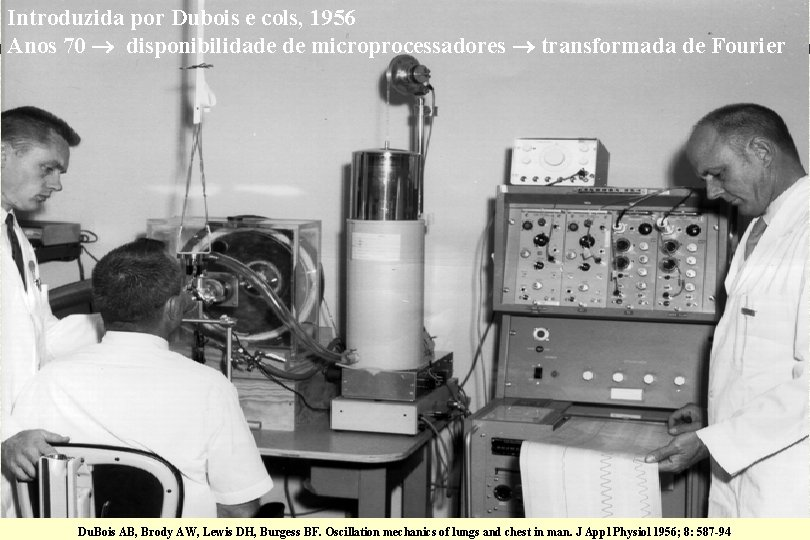 Introduzida por Dubois e cols, 1956
Anos 70 → disponibilidade de microprocessadores → transformada de Fourier
DuBois AB, Brody AW, Lewis DH, Burgess BF. Oscillation mechanics of lungs and chest in man. J Appl Physiol 1956; 8: 587-94